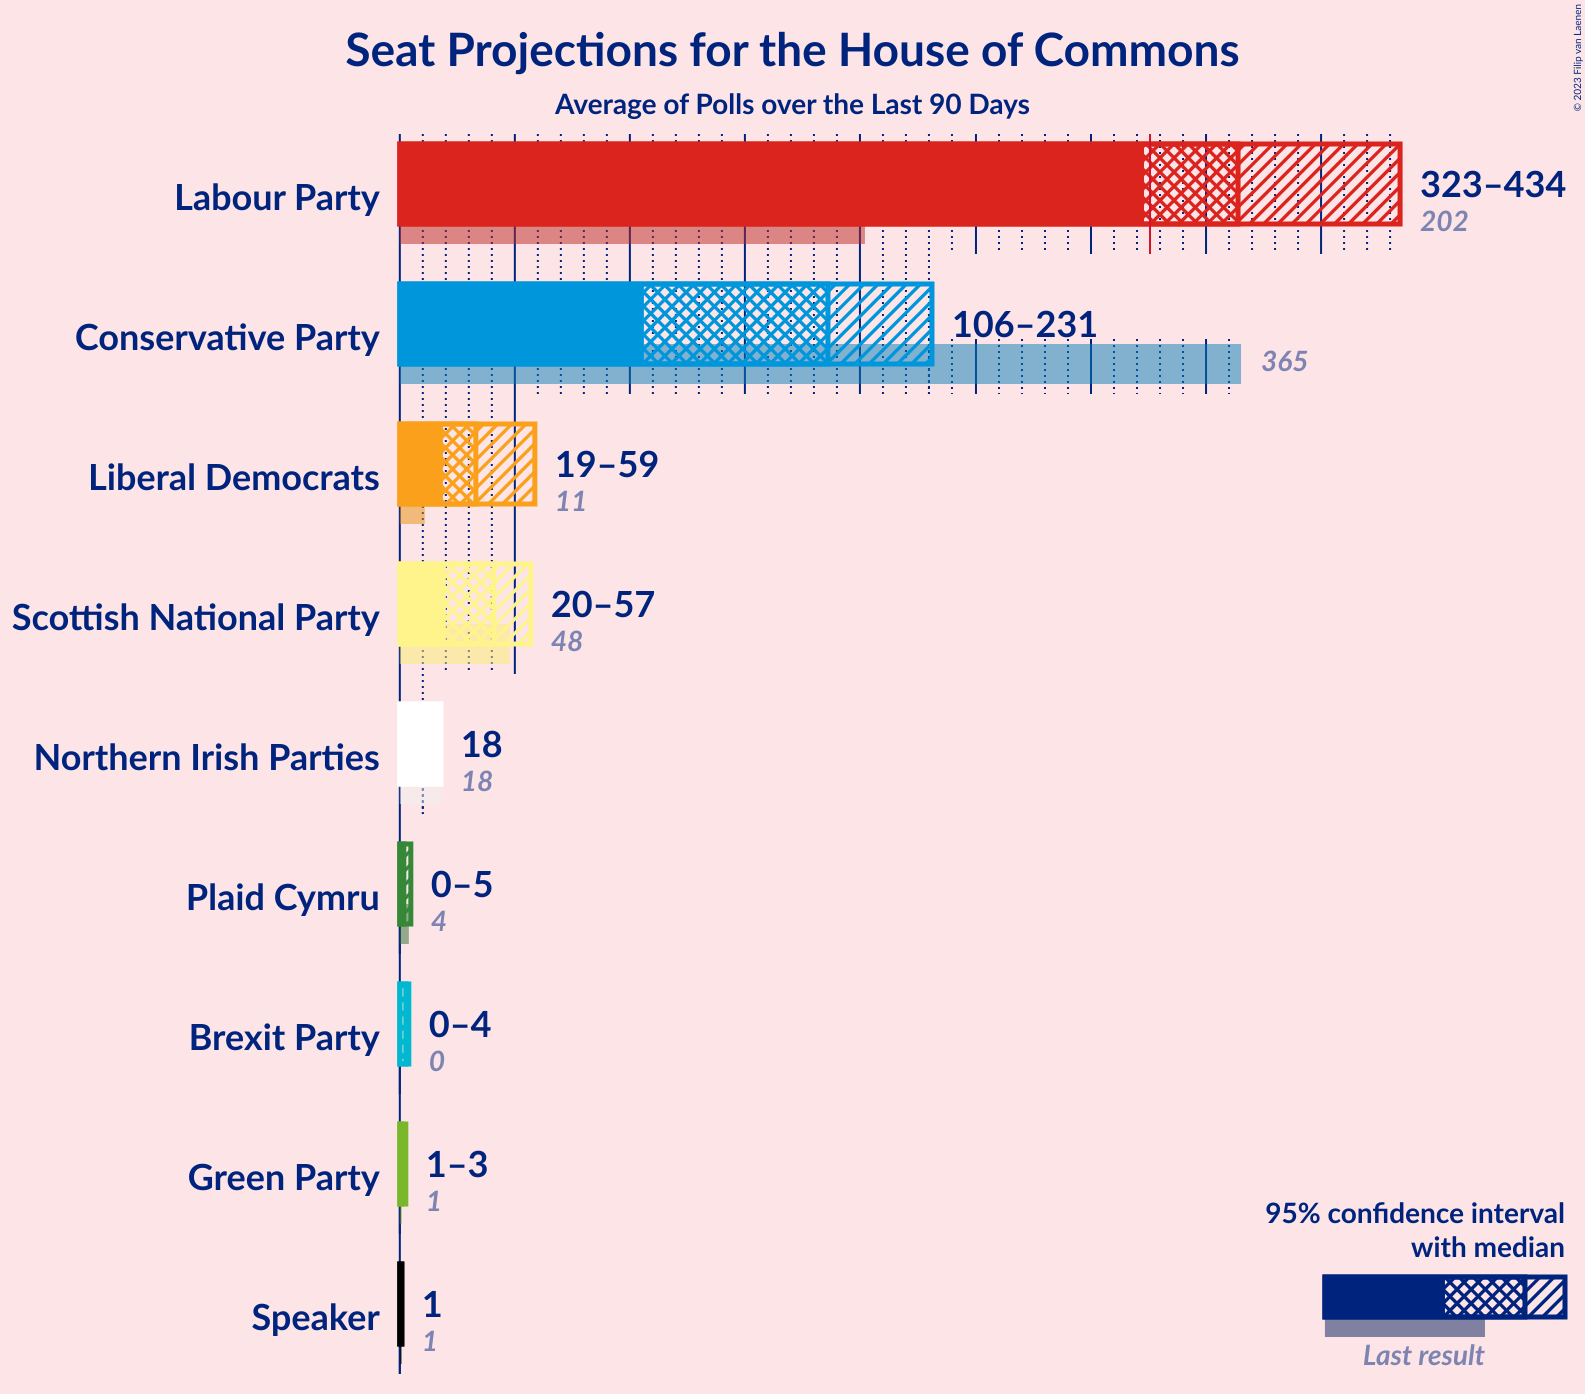 Seat Projections for the House of Commons
Average of Polls over the Last 90 Days
© 2023 Filip van Laenen
Labour Party
323–434
202
Conservative Party
106–231
365
Liberal Democrats
19–59
11
Scottish National Party
20–57
48
Northern Irish Parties
18
18
Plaid Cymru
0–5
4
Brexit Party
0–4
0
Green Party
1–3
1
Speaker
1
1
95% confidence interval
with median
Last result